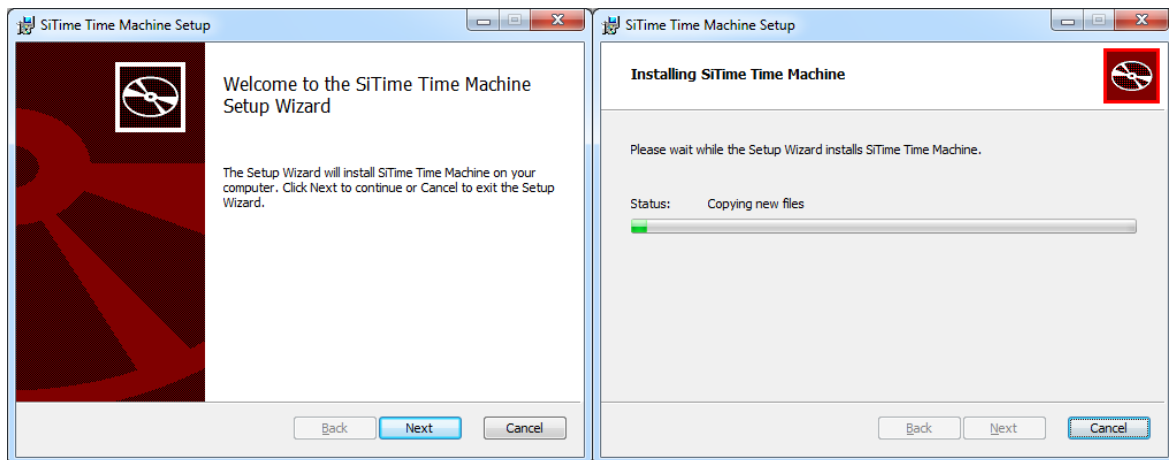 SiTime Time Machine Setup
Welcome to the SiTime Time Machine
Setup Wizard
The Setup Wizard will install SiTime Time Machine on your
computer. Click Next to continue or Cancel to exit the Setup
Wizard.
Back
Next
Cancel
SiTime Time Machine Setup
Installing SiTime Time Machine
Please wait while the Setup Wizard installs SiTime Time Machine.
Status: Copying new files
Back
Next
Cancel